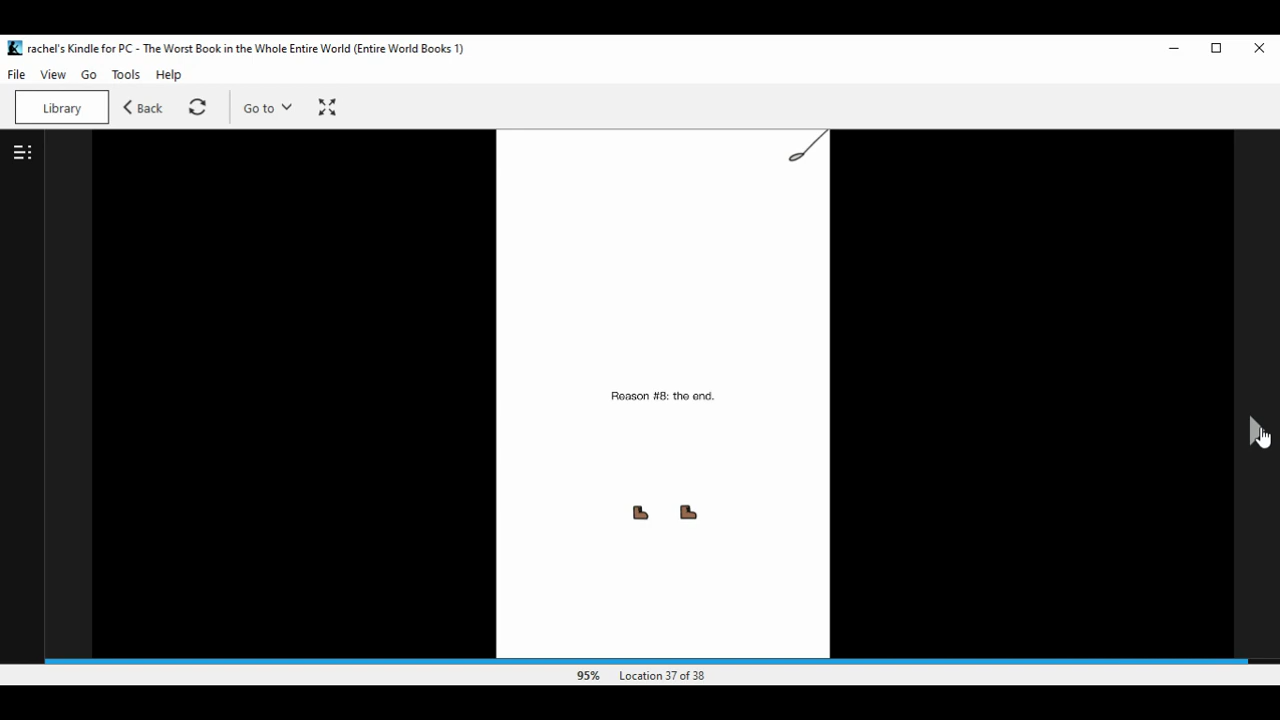 rachel's Kindle for PC - The Worst Book in the Whole Entire World (Entire World Books 1)
File View Go Tools Help
Library Back Go to
Reason #8: the end.
95% Location 37 of 38